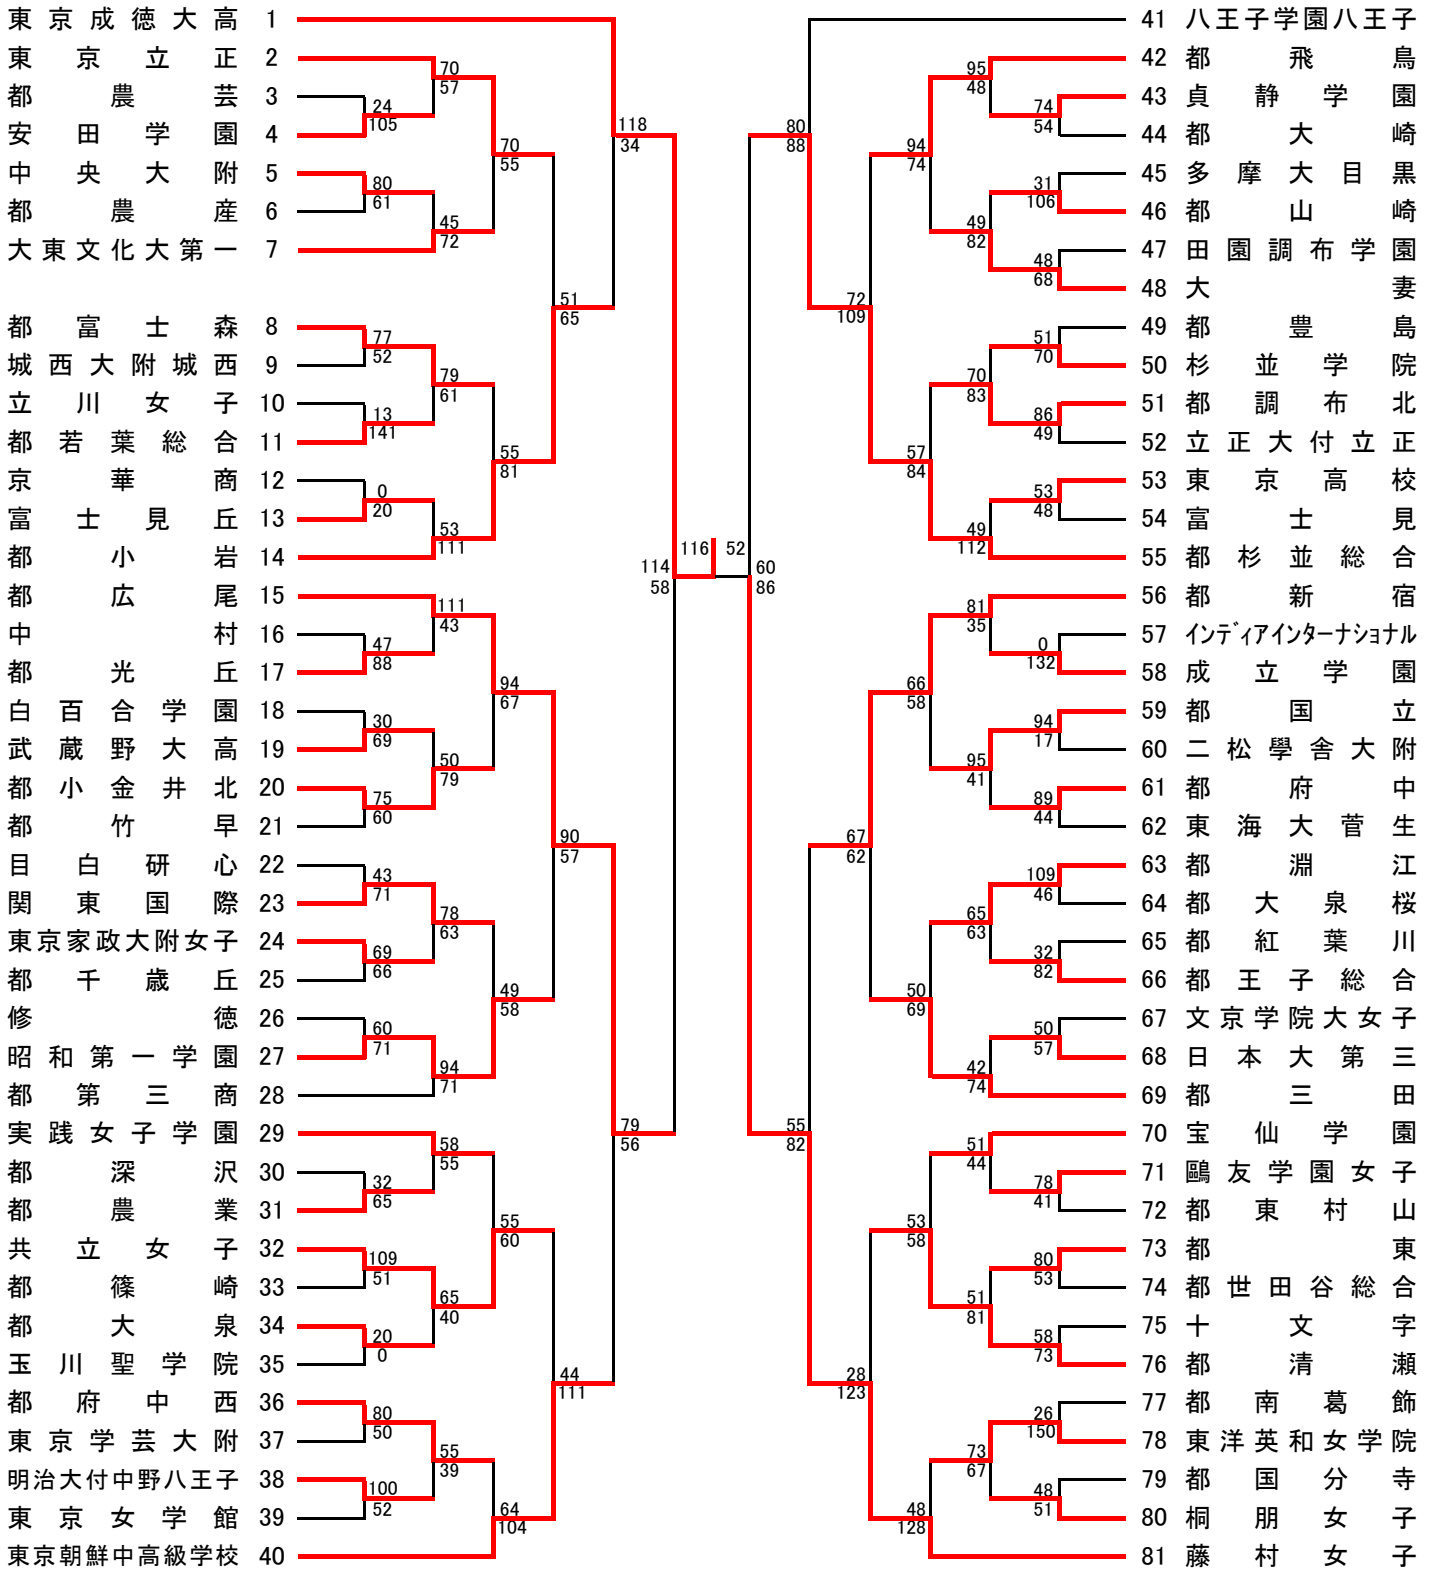 東京成徳大高 1
東京立正 2
都農芸 3
安田学園 4
中央大附 5
都農産 6
大東文化大第一 7
都富士森 8
城西大附城西 9
立川女子 10
都若葉総合 11
京華商 12
富士見丘 13
都小岩 14
都広尾 15
中村 16
都光丘 17
白百合学園 18
武蔵野大高 19
都小金井北 20
都竹早 21
目白研心 22
関東国際 23
東京家政大附女子 24
都千歳丘 25
修徳 26
昭和第一学園 27
都第三商 28
実践女子学園 29
都深沢 30
都農業 31
共立女子 32
都篠崎 33
都大泉 34
玉川聖学院 35
都府中西 36
東京学芸大附 37
明治大付中野八王子 38
東京女学館 39
東京朝鮮中高級学校 40
24
105
80
61
77
52
13
141
0
20
47
88
30
69
75
60
43
71
69
66
60
71
32
65
109
51
20
0
80
50
100
52
70
57
45
72
79
61
53
111
111
43
50
79
78
63
94
71
58
55
65
40
55
39
70
55
55
81
94
67
49
58
55
60
64
104
51
65
90
57
44
111
118
34
79
56
114
58
116
52
60
86
80
88
55
82
72
109
67
62
28
123
94
74
57
84
66
58
50
69
53
58
48
128
95
48
49
82
70
83
49
112
81
35
95
41
65
63
42
74
51
44
51
81
73
67
74
54
31
106
48
68
51
70
86
49
53
48
0
132
94
17
89
44
109
46
32
82
50
57
78
41
80
53
58
73
26
150
48
51
41 八王子学園八王子
42 都飛鳥
43 貞静学園
44 都大崎
45 多摩大目黒
46 都山崎
47 田園調布学園
48 大妻
49 都豊島
50 杉並学院
51 都調布北
52 立正大付立正
53 東京高校
54 富士見
55 都杉並総合
56 都新宿
57 インディアインターナショナル
58 成立学園
59 都国立
60 二松學舎大附
61 都府中
62 東海大菅生
63 都淵江
64 都大泉桜
65 都紅葉川
66 都王子総合
67 文京学院大女子
68 日本大第三
69 都三田
70 宝仙学園
71 鷗友学園女子
72 都東村山
73 都東
74 都世田谷総合
75 十文字
76 都清瀬
77 都南葛飾
78 東洋英和女学院
79 都国分寺
80 桐朋女子
81 藤村女子